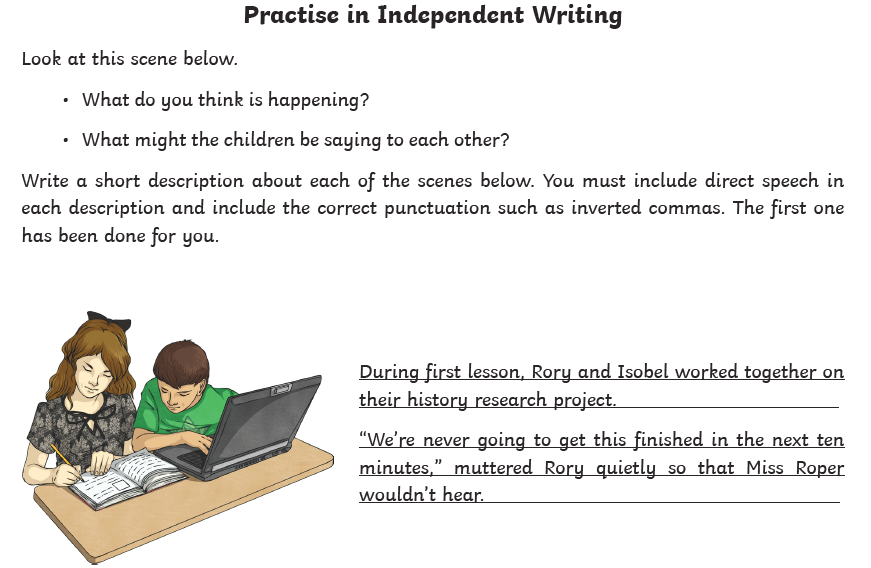 Practise in Independent Writing
Look at this scene below.
• What do you think is happening?
• What might the children be saying to each other?
Write a short description about each of the scenes below. You must include direct speech in
each description and include the correct punctuation such as inverted commas. The first one
has been done for you.
During first lesson, Rory and Isobel worked together on
their history research project.
“We’re never going to get this finished in the next ten
minutes,” muttered Rory quietly so that Miss Roper
wouldn’t hear.